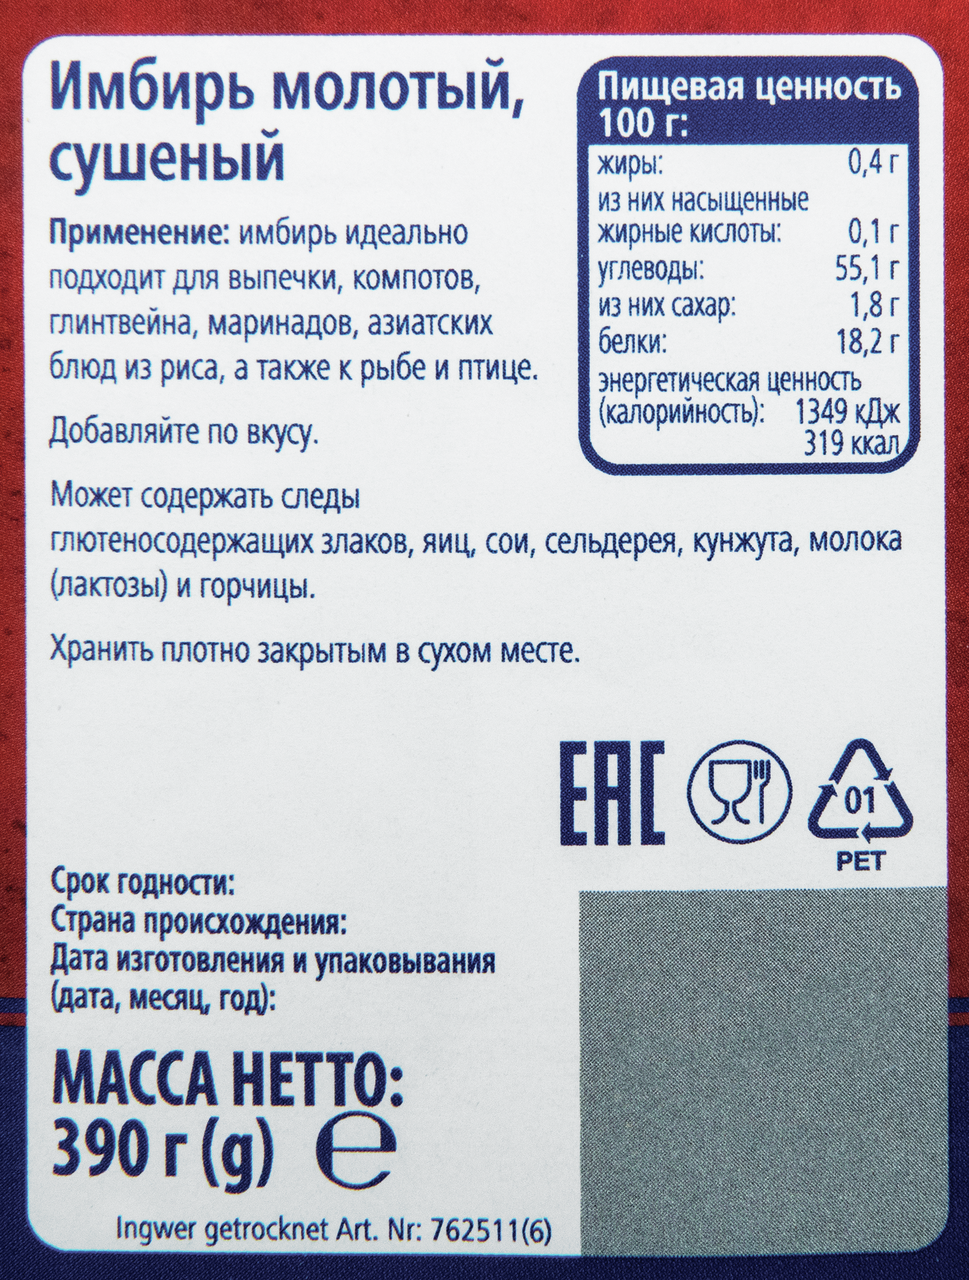 Имбирь молотый,
сушеный
Применение: имбирь идеально
подходит для выпечки, компотов,
глинтвейна, маринадов, азиатских
блюд из риса, а также к рыбе и птице.
Добавляйте по вкусу.
Пищевая ценность
100 г:
жиры: 0,4 г
из них насыщенные
жирные кислоты: 0,1 г
углеводы: 55,1 г
из них сахар: 1,8 г
белки: 18,2 г
энергетическая ценность
(калорийность): 1349 кДж
319 ккал
Может содержать следы
глютеносодержащих злаков, яиц, сои, сельдерея, кунжута, молока
(лактозы) и горчицы.
Хранить плотно закрытым в сухом месте.
EAC
01
PET
Срок годности:
Страна происхождения:
Дата изготовления и упаковывания
(дата, месяц, год):
МАССА НЕТТО:
390 г (g) e
Ingwer getrocknet Art. Nr: 762511(6)